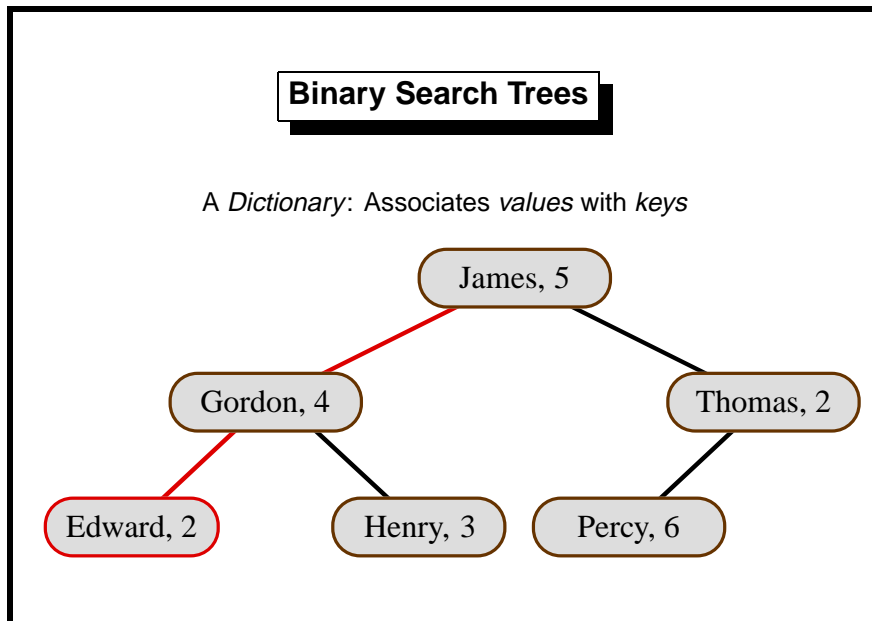 Binary Search Trees
A Dictionary: Associates values with keys
James, 5
Gordon, 4
Thomas, 2
Edward, 2
Henry, 3
Percy, 6